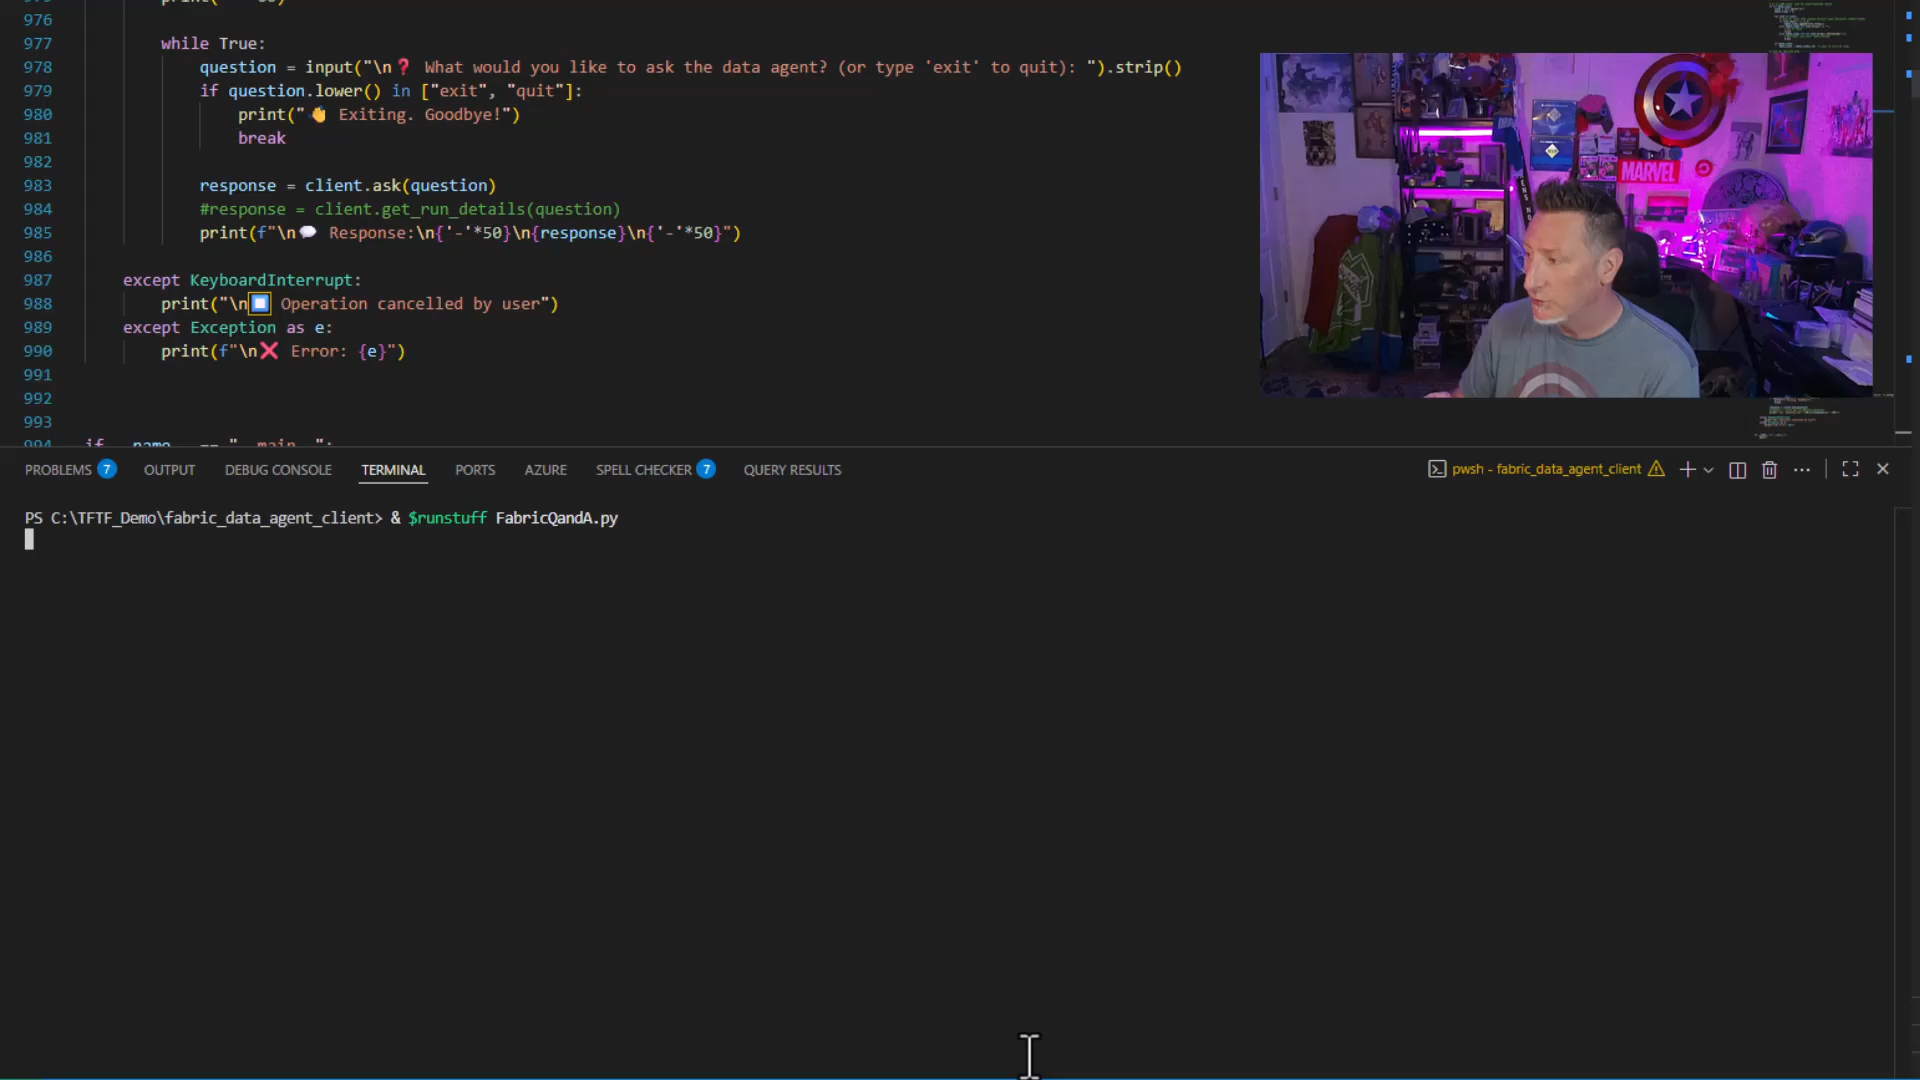 976
977 while True:
978 question = input("\n❓ What would you like to ask the data agent? (or type 'exit' to quit): ").strip()
979 if question.lower() in ["exit", "quit"]:
980 print("👋 Exiting. Goodbye!")
981 break
982
983 response = client.ask(question)
984 #response = client.get_run_details(question)
985 print(f"\n💬 Response:\n{'-'*50}\n{response}\n{'-'*50}")
986
987 except KeyboardInterrupt:
988 print("\n⏹️ Operation cancelled by user")
989 except Exception as e:
990 print(f"\n❌ Error: {e}")
991
992
993
994 if __name__ == "__main__":
MARVEL
PROBLEMS 7 OUTPUT DEBUG CONSOLE TERMINAL PORTS AZURE SPELL CHECKER 7 QUERY RESULTS
pwsh - fabric_data_agent_client
PS C:\TFTF_Demo\fabric_data_agent_client> & $runstuff FabricQandA.py